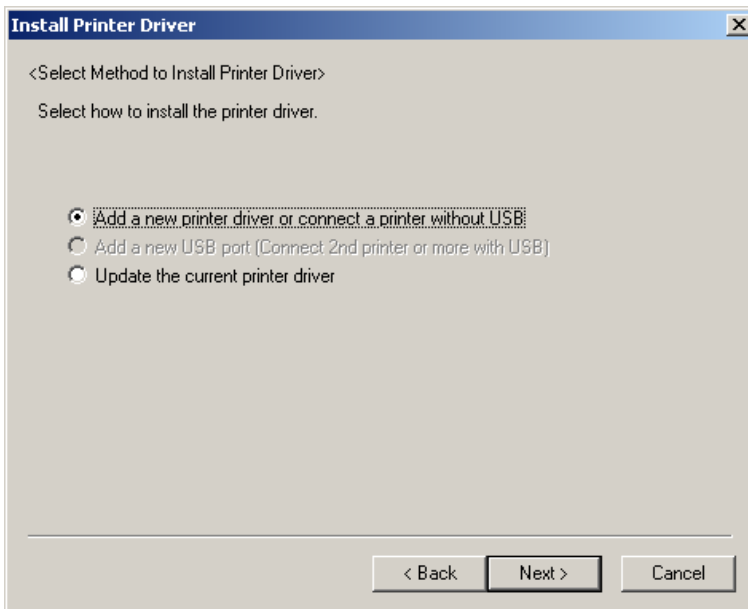 Install Printer Driver
<Select Method to Install Printer Driver>
Select how to install the printer driver.
Add a new printer driver or connect a printer without USB
Add a new USB port (Connect 2nd printer or more with USB)
Update the current printer driver
< Back Next > Cancel